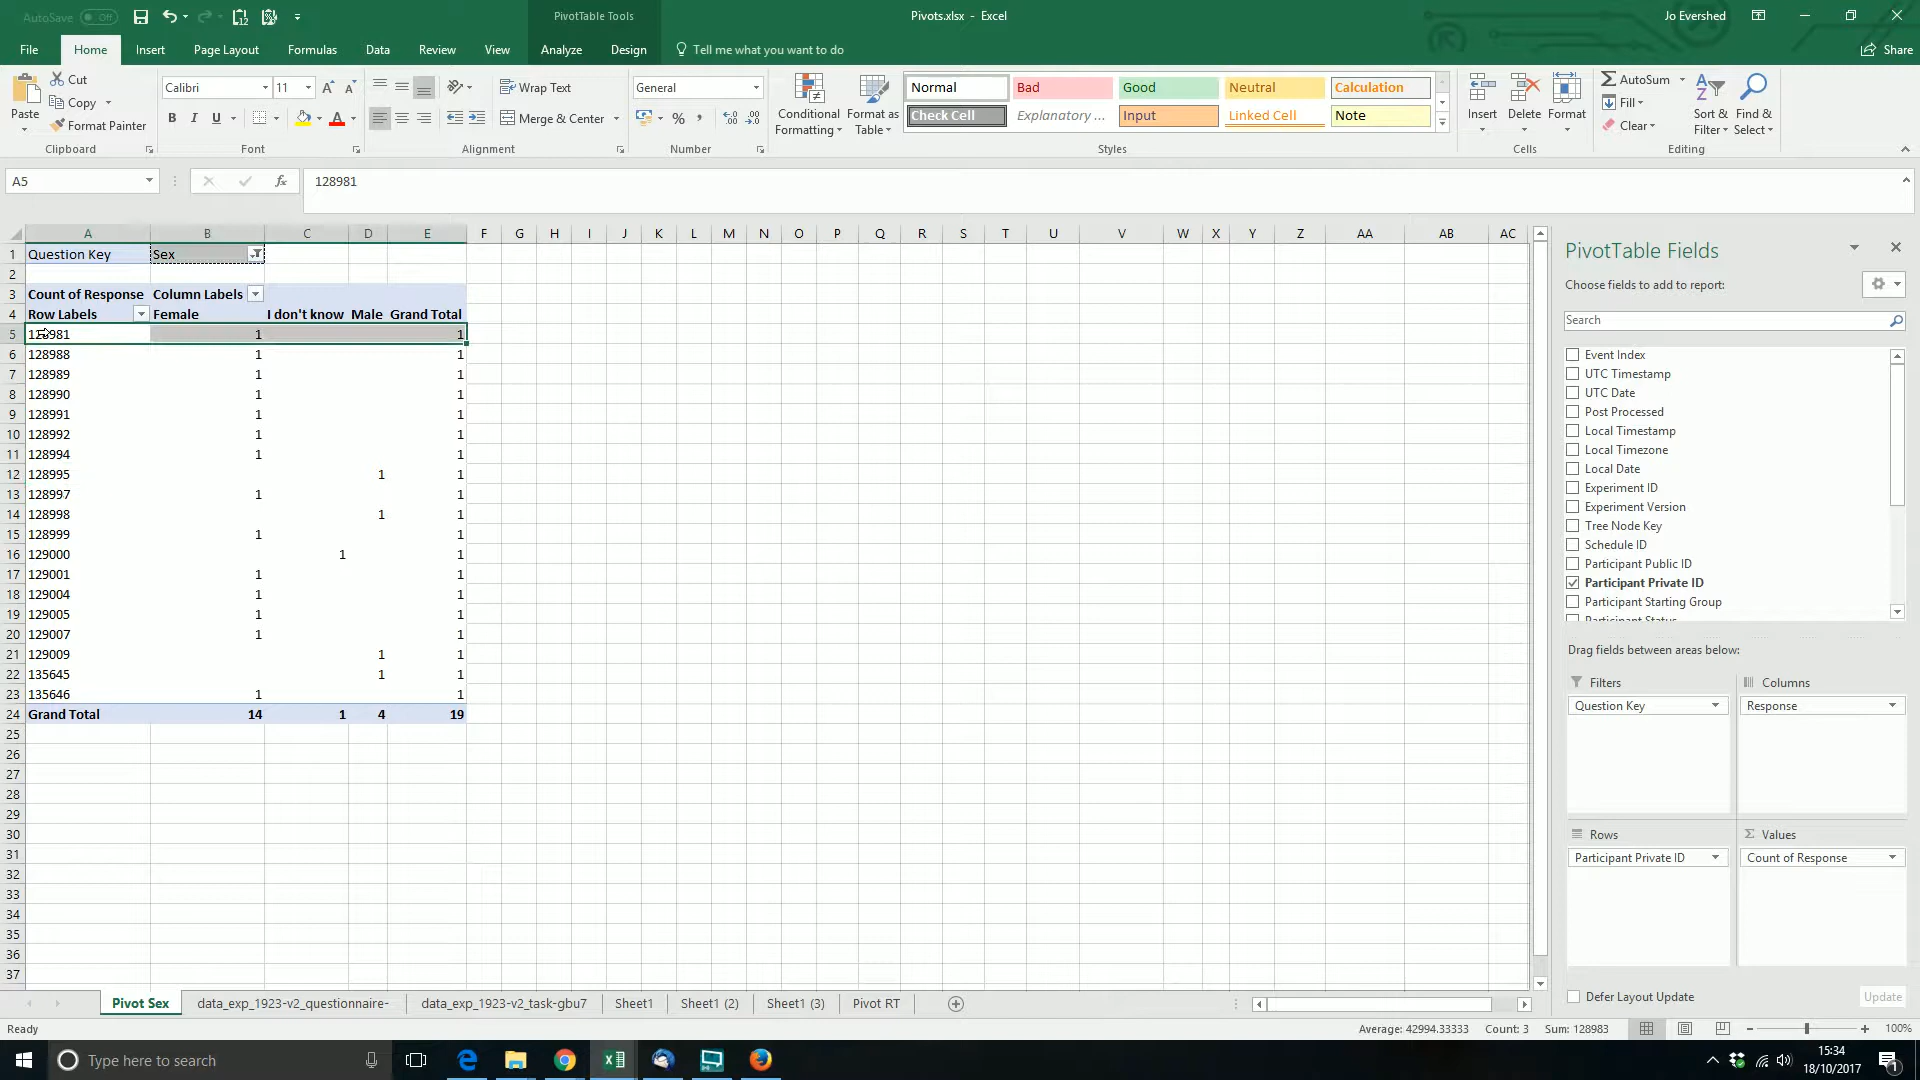 AutoSave Off
PivotTable Tools
Pivots.xlsx - Excel
Jo Evershed
File Home Insert Page Layout Formulas Data Review View Analyze Design Tell me what you want to do Share
Paste
Cut
Copy
Format Painter
Clipboard
Calibri 11
B I U
Font
Wrap Text
Merge & Center
Alignment
General
Number
Conditional Formatting
Format as Table
Normal Bad Good Neutral Calculation
Check Cell Explanatory ... Input Linked Cell Note
Styles
Insert Delete Format
Cells
AutoSum
Fill
Clear
Sort & Filter
Find & Select
Editing
A5 fx 128981
A B C D E F G H I J K L M N O P Q R S T U V W X Y Z AA AB AC
1 Question Key Sex
2
3 Count of Response Column Labels
4 Row Labels Female I don't know Male Grand Total
5 128981 1 1
6 128988 1 1
7 128989 1 1
8 128990 1 1
9 128991 1 1
10 128992 1 1
11 128994 1 1
12 128995 1 1
13 128997 1 1
14 128998 1 1
15 128999 1 1
16 129000 1 1
17 129001 1 1
18 129004 1 1
19 129005 1 1
20 129007 1 1
21 129009 1 1
22 135645 1 1
23 135646 1 1
24 Grand Total 14 1 4 19
25
26
27
28
29
30
31
32
33
34
35
36
37
PivotTable Fields
Choose fields to add to report:
Search
Event Index
UTC Timestamp
UTC Date
Post Processed
Local Timestamp
Local Timezone
Local Date
Experiment ID
Experiment Version
Tree Node Key
Schedule ID
Participant Public ID
Participant Private ID
Participant Starting Group
Participant Status
Drag fields between areas below:
Filters Columns
Question Key Response
Rows Values
Participant Private ID Count of Response
Defer Layout Update Update
Pivot Sex data_exp_1923-v2_questionnaire- data_exp_1923-v2_task-gbu7 Sheet1 Sheet1 (2) Sheet1 (3) Pivot RT
Ready Average: 42994.33333 Count: 3 Sum: 128983 100%
Type here to search
15:34
18/10/2017
1